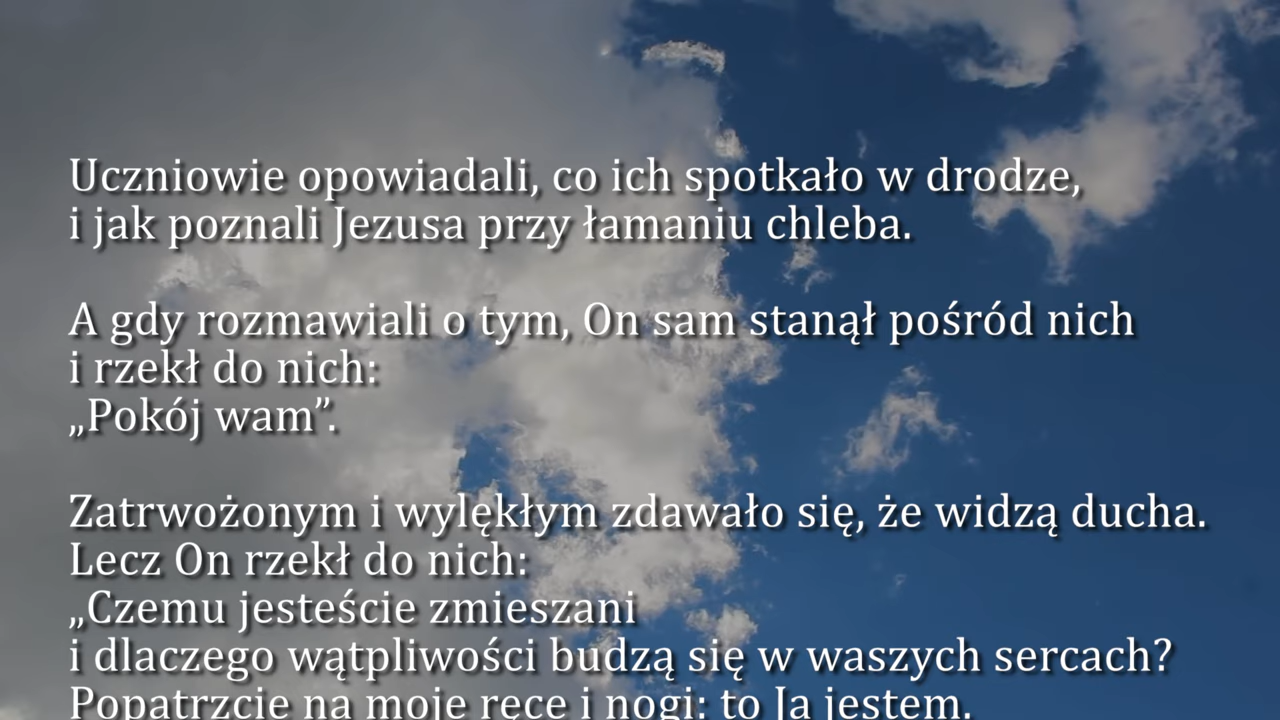 Uczniowie opowiadali, co ich spotkało w drodze,
i jak poznali Jezusa przy łamaniu chleba.
A gdy rozmawiali o tym, On sam stanął pośród nich
i rzekł do nich:
„Pokój wam”.
Zatrwożonym i wylękłym zdawało się, że widzą ducha.
Lecz On rzekł do nich:
„Czemu jesteście zmieszani
i dlaczego wątpliwości budzą się w waszych sercach?
Popatrzcie na moje ręce i nogi: to Ja jestem.